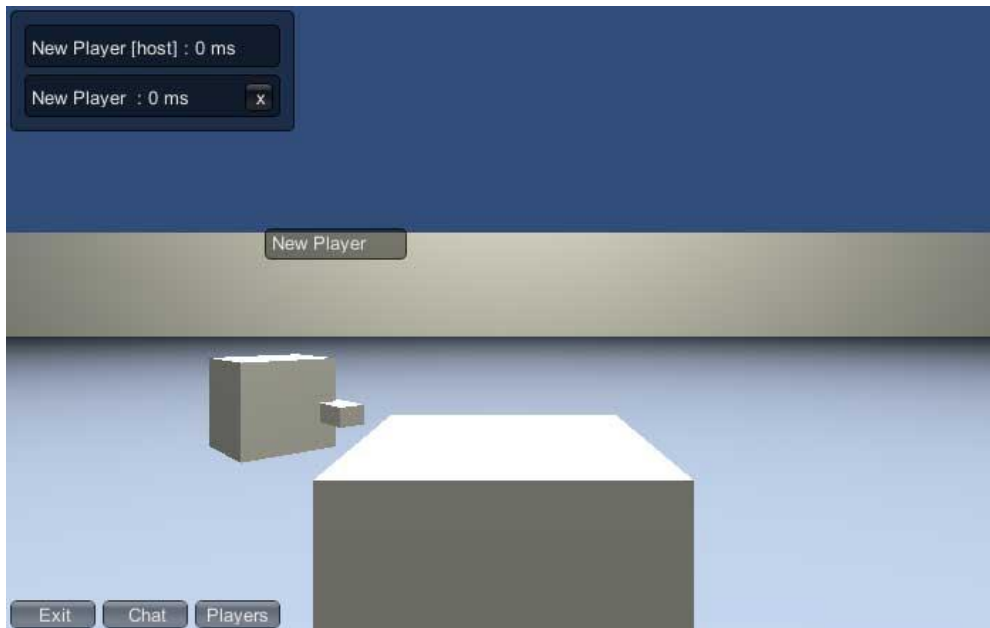 New Player [host] : 0 ms
New Player : 0 ms
x
New Player
Exit
Chat
Players